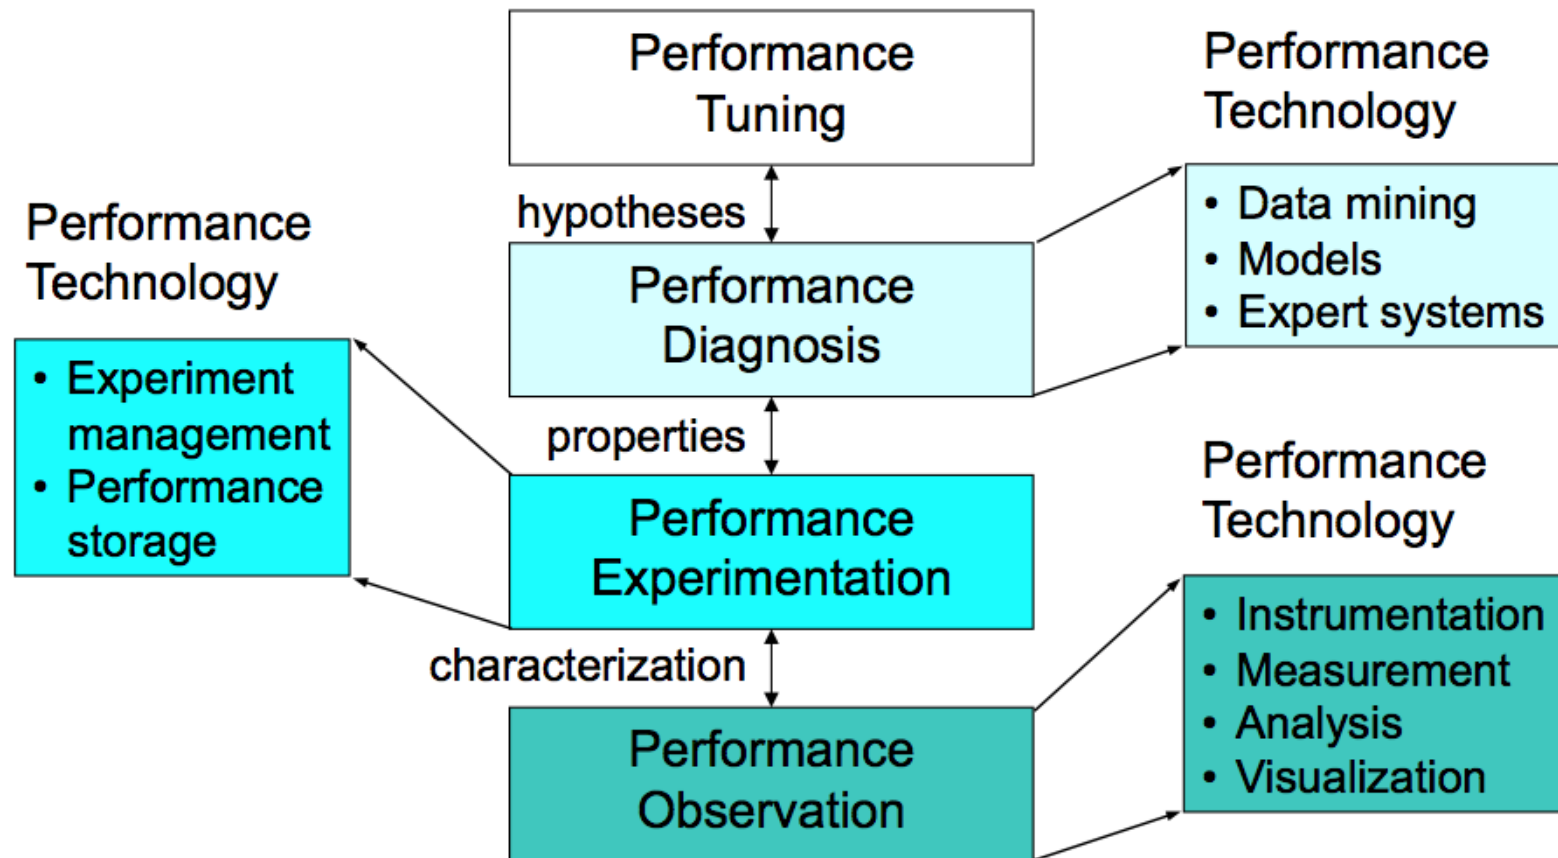 Performance
Tuning
hypotheses
Performance
Diagnosis
properties
Performance
Experimentation
characterization
Performance
Observation
Performance
Technology
• Experiment
management
• Performance
storage
Performance
Technology
• Data mining
• Models
• Expert systems
Performance
Technology
• Instrumentation
• Measurement
• Analysis
• Visualization